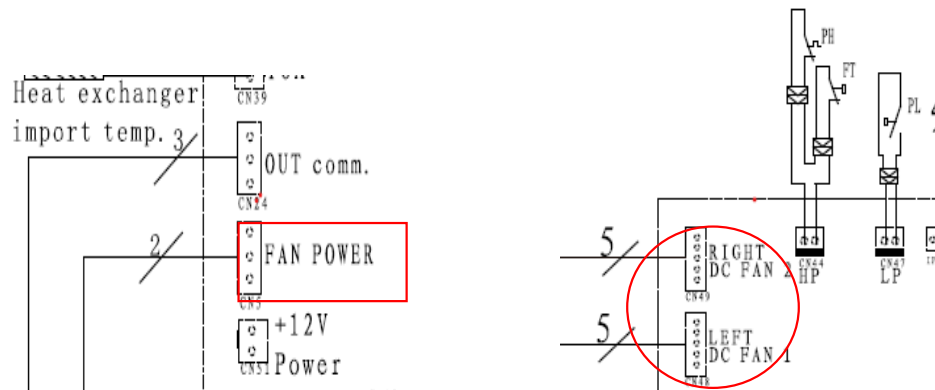 Heat exchanger
import temp.
CN39
3
OUT comm.
CN24
2
FAN POWER
CN5
+12V
Power
CN51
PH
FT
PL
5
RIGHT
DC FAN 2
CN49
5
LEFT
DC FAN 1
CN48
CN44
HP
CN47
LP